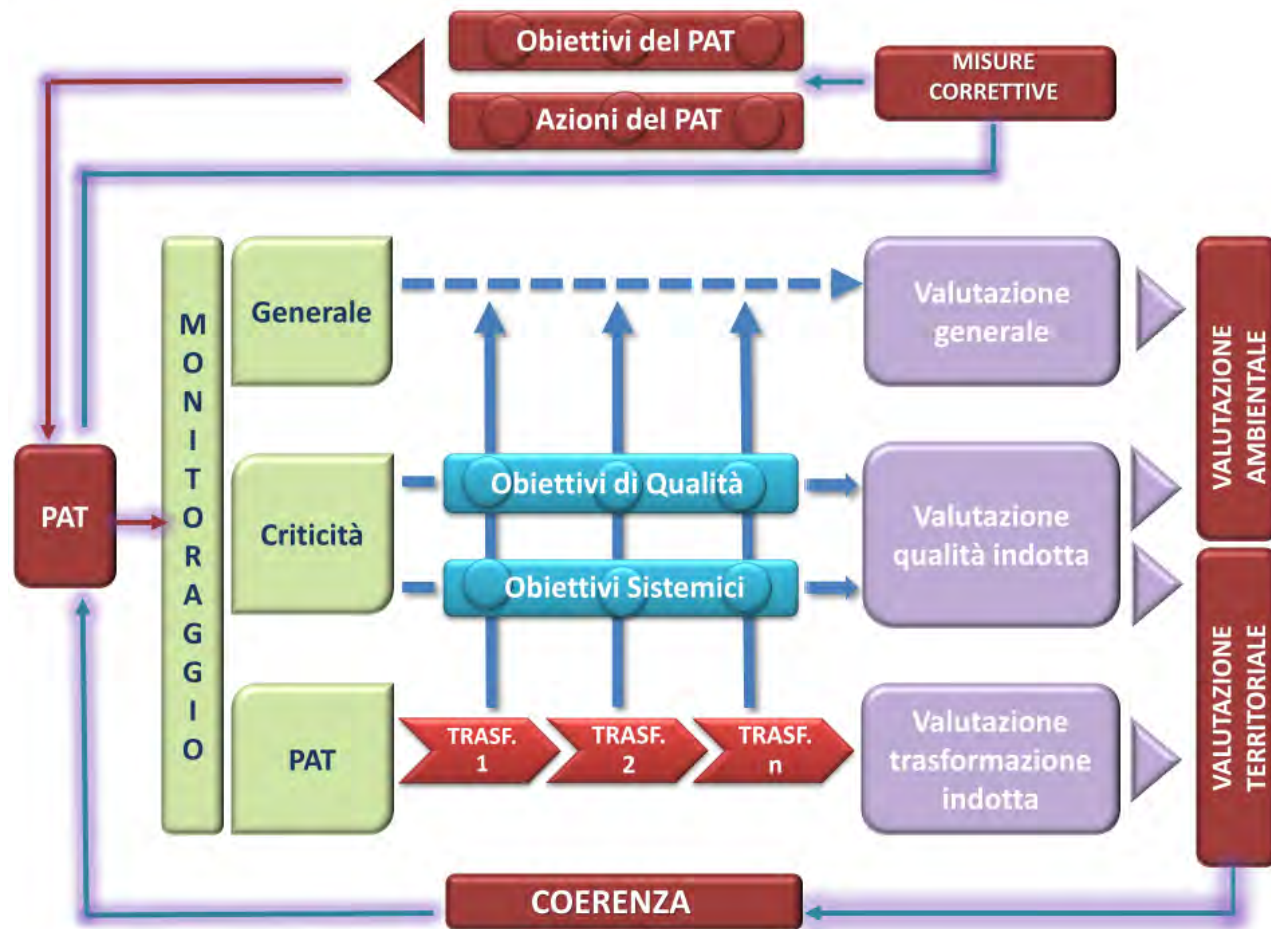 Obiettivi del PAT
Azioni del PAT
MISURE
CORRETTIVE
MONITORAGGIO
Generale
Valutazione
generale
VALUTAZIONE
AMBIENTALE
PAT
Criticità
Obiettivi di Qualità
Obiettivi Sistemici
Valutazione
qualità indotta
PAT
TRASF.
1
TRASF.
2
TRASF.
n
Valutazione
trasformazione
indotta
VALUTAZIONE
TERRITORIALE
COERENZA